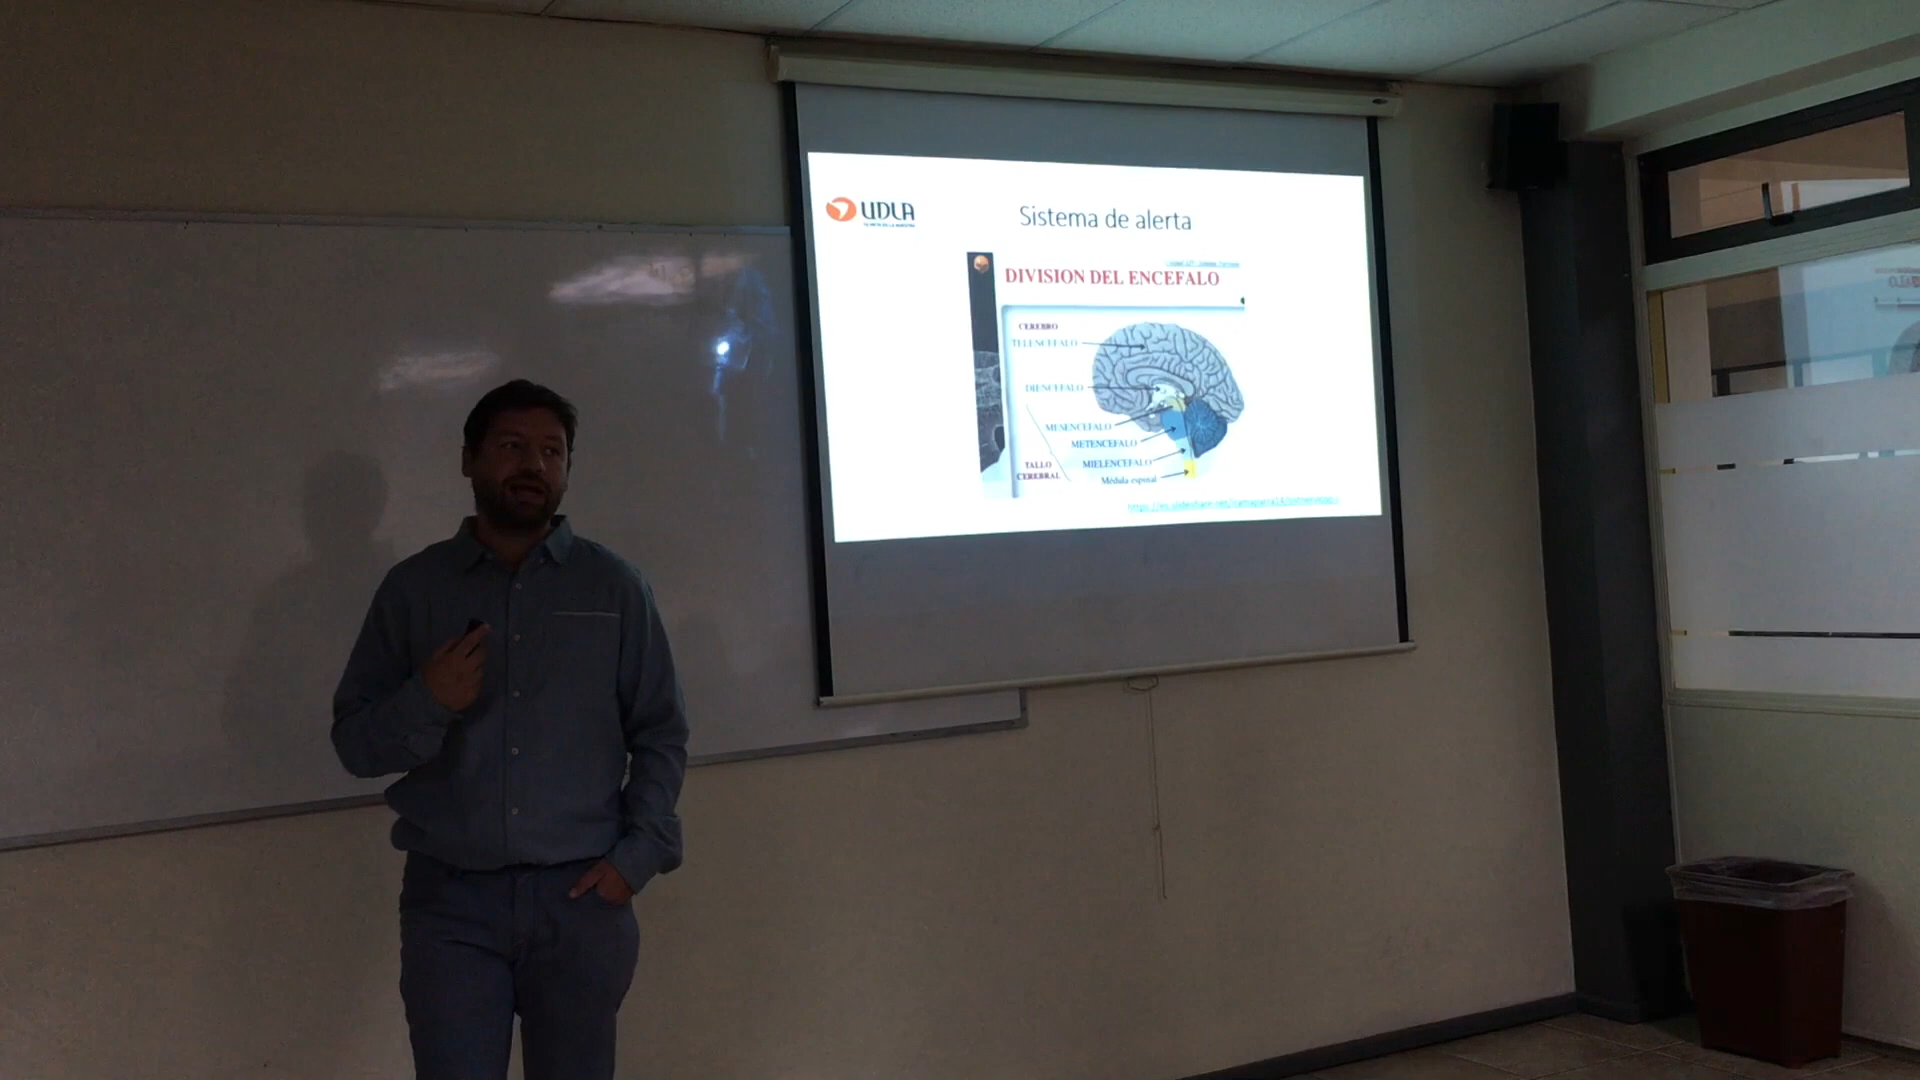 UDLA
Sistema de alerta
DIVISION DEL ENCEFALO
CEREBRO
TELENCEFALO
DIENCEFALO
MESENCEFALO
METENCEFALO
MIELENCEFALO
TALLO
CEREBRAL
Médula espinal